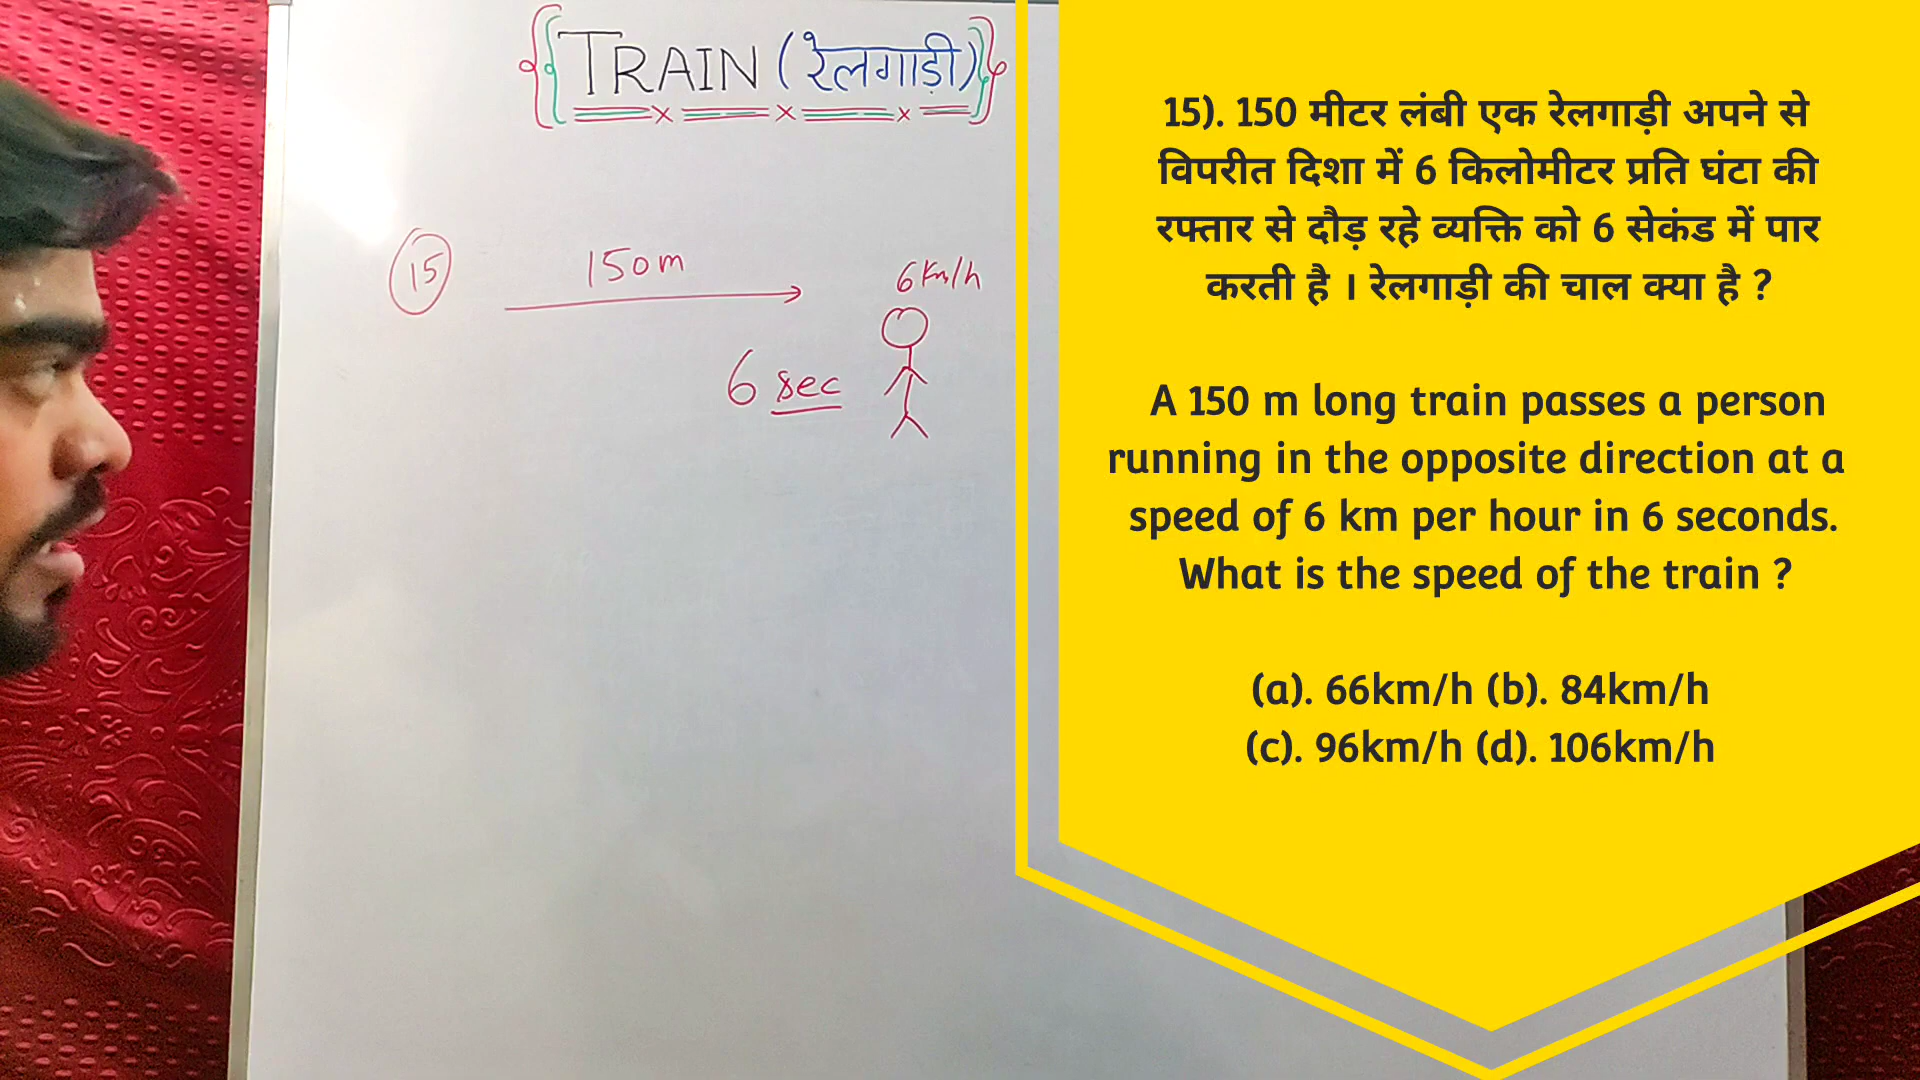 TRAIN (रेलगाड़ी)
15
150m
6 Km/h
6 sec
15). 150 मीटर लंबी एक रेलगाड़ी अपने से
विपरीत दिशा में 6 किलोमीटर प्रति घंटा की
रफ्तार से दौड़ रहे व्यक्ति को 6 सेकंड में पार
करती है । रेलगाड़ी की चाल क्या है ?
A 150 m long train passes a person
running in the opposite direction at a
speed of 6 km per hour in 6 seconds.
What is the speed of the train ?
(a). 66km/h (b). 84km/h
(c). 96km/h (d). 106km/h